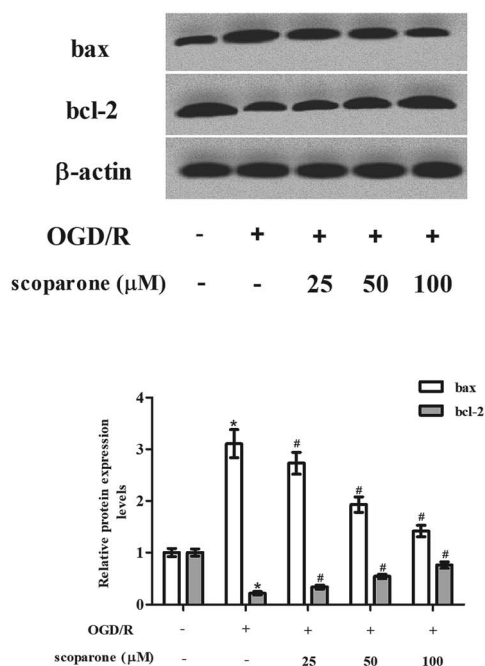 bax
bcl-2
β-actin
OGD/R - + + + +
scoparone (μM) - - 25 50 100
bax
bcl-2
Relative protein expression
levels
4
3
2
1
0
* # # # #
* # # #
OGD/R - + + + +
scoparone (μM) - - 25 50 100